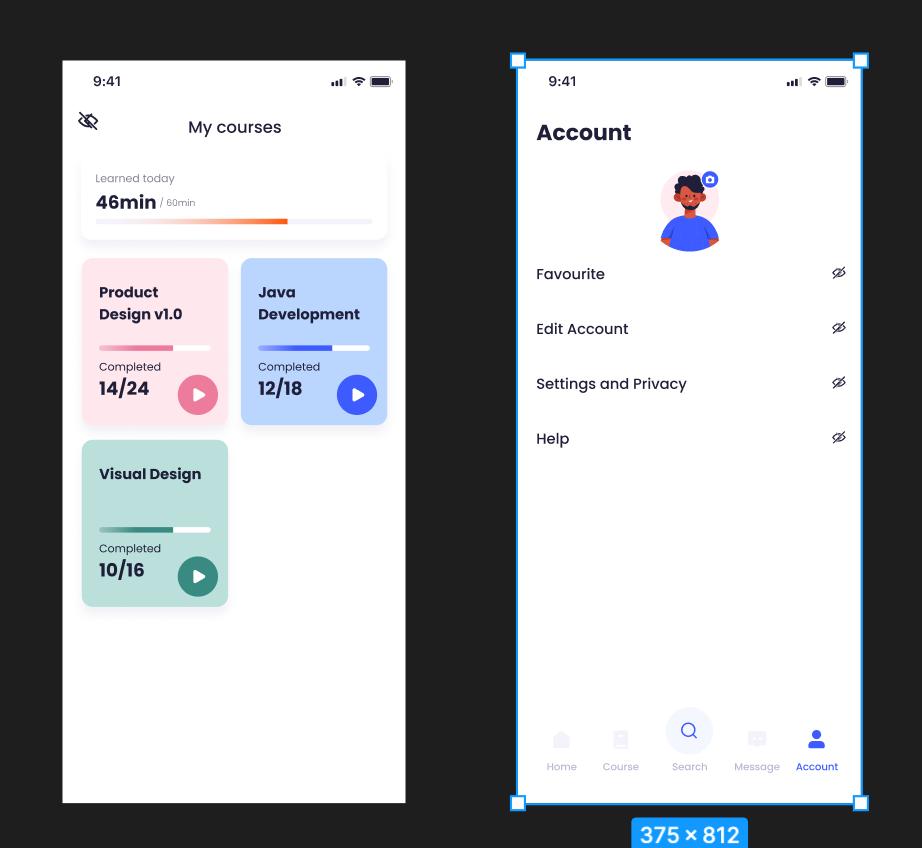 9:41
My courses
Learned today
46min / 60min
Product
Design v1.0
Completed
14/24
Java
Development
Completed
12/18
Visual Design
Completed
10/16
9:41
Account
Favourite
Edit Account
Settings and Privacy
Help
Home
Course
Search
Message
Account
375 × 812